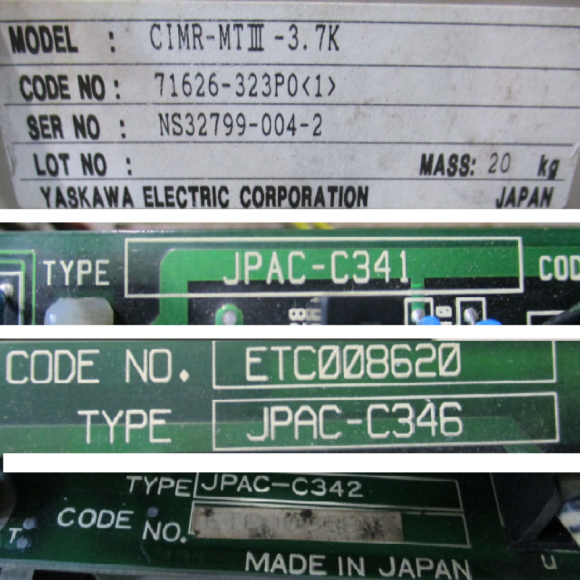 MODEL : CIMR-MTⅢ-3.7K
CODE NO : 71626-323P0<1>
SER NO : NS32799-004-2
LOT NO :
MASS: 20 kg
YASKAWA ELECTRIC CORPORATION JAPAN
TYPE JPAC-C341 COD
CODE NO. ETC008620
TYPE JPAC-C346
TYPE JPAC-C342
CODE NO.
T
MADE IN JAPAN
u